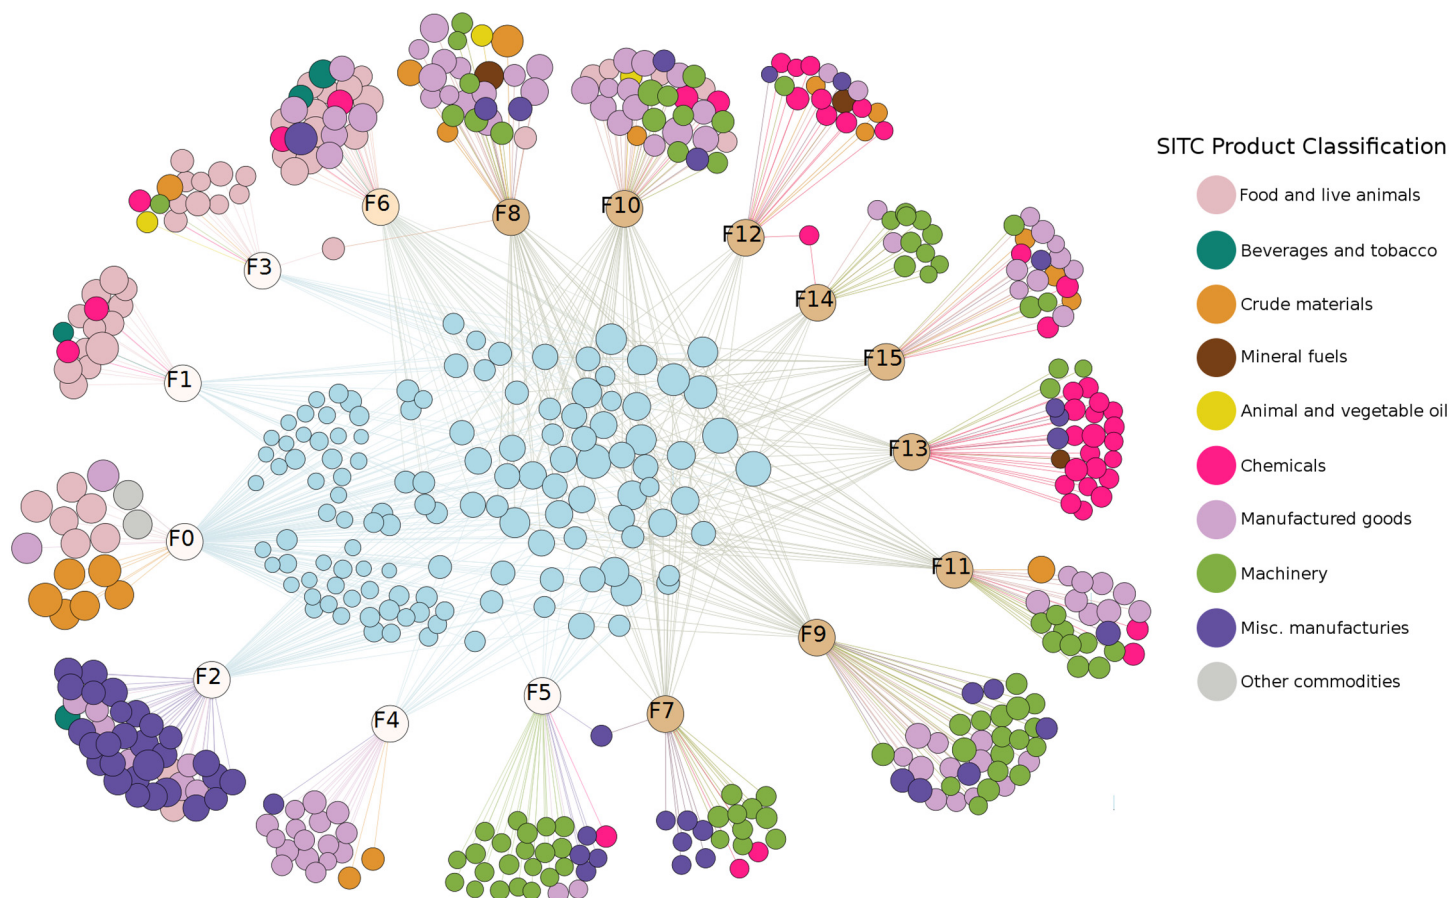 SITC Product Classification
Food and live animals
Beverages and tobacco
Crude materials
Mineral fuels
Animal and vegetable oil
Chemicals
Manufactured goods
Machinery
Misc. manufacturies
Other commodities
F6
F8
F10
F12
F3
F14
F1
F15
F13
F0
F11
F9
F2
F5
F7
F4